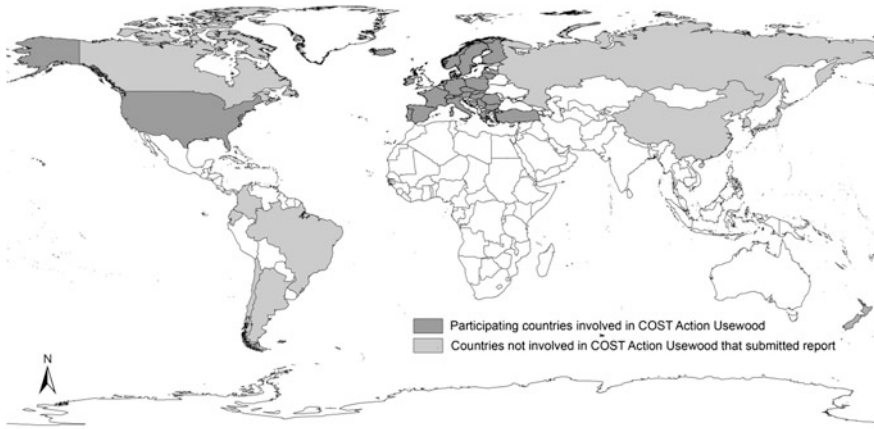 Participating countries involved in COST Action Usewood
Countries not involved in COST Action Usewood that submitted report
N